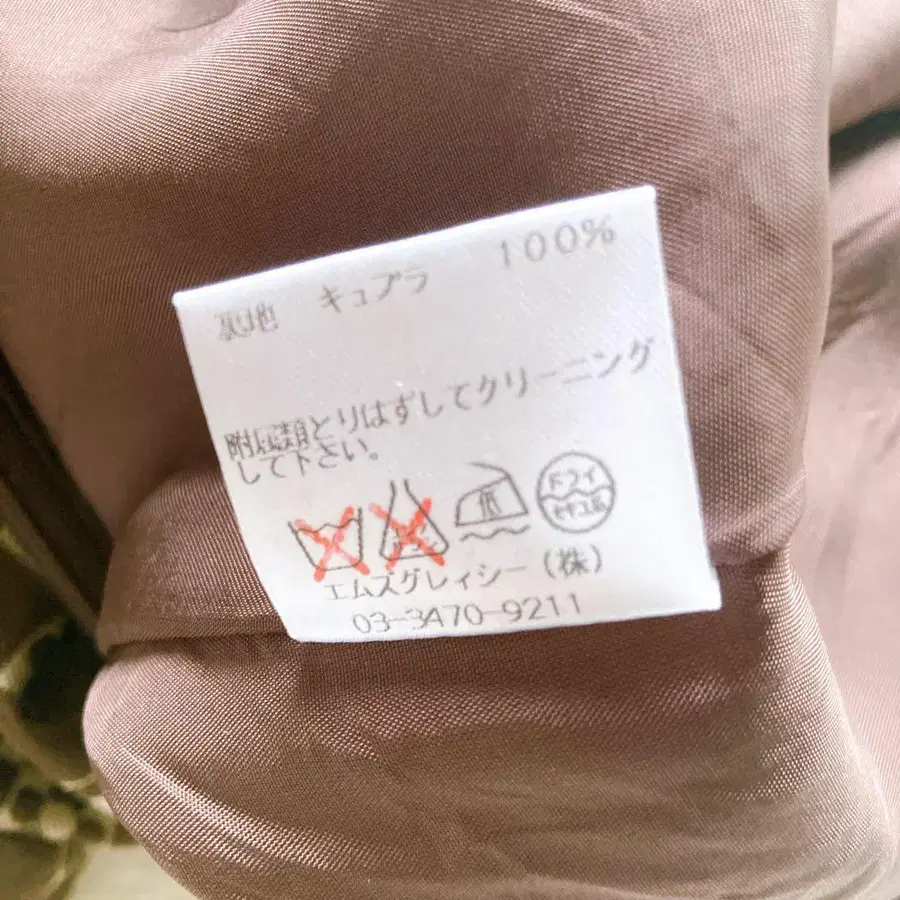 裏地 キュプラ 100%
附属類とりはずしてクリーニング
して下さい。
低 ドライ
セキユ系
エムズグレィシー(株)
03-3470-9211